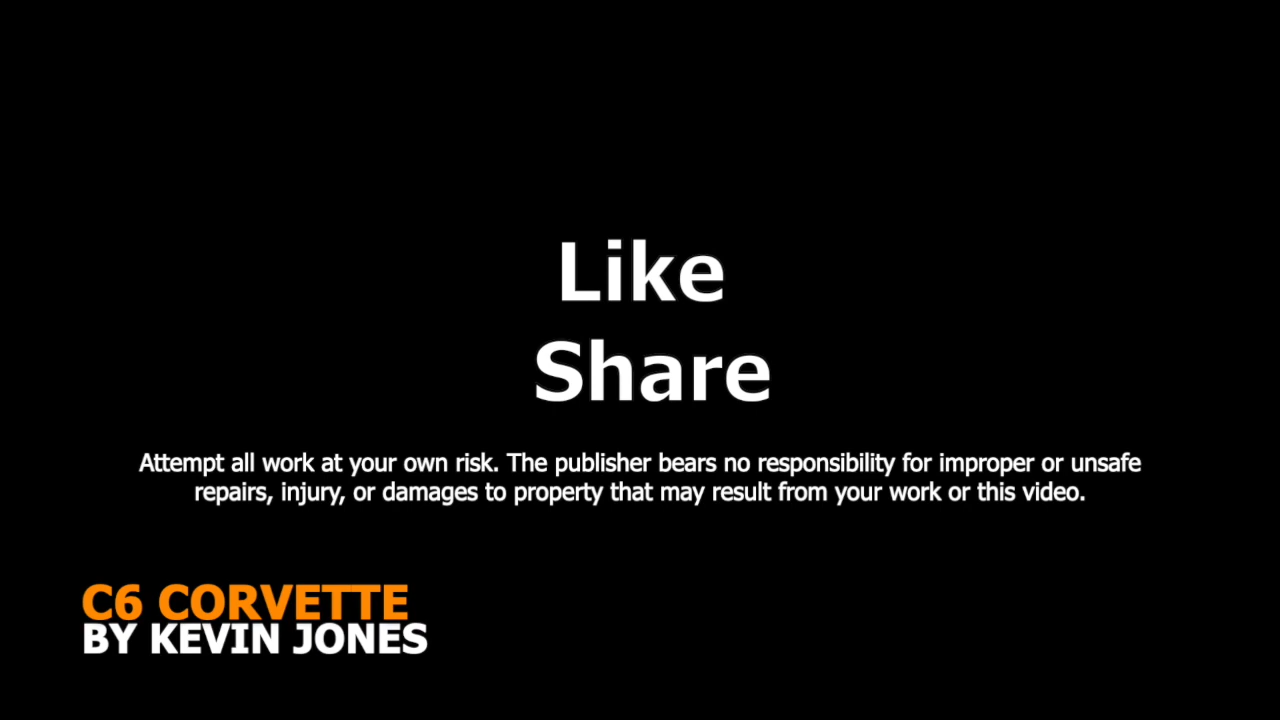 Like
Share
Attempt all work at your own risk. The publisher bears no responsibility for improper or unsafe
repairs, injury, or damages to property that may result from your work or this video.
C6 CORVETTE
BY KEVIN JONES